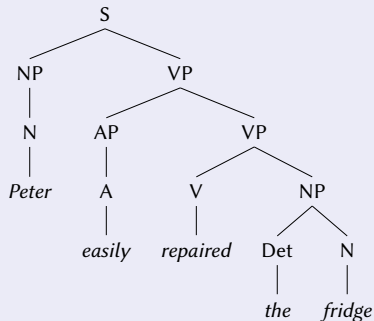 S
NP VP
N AP VP
Peter A V NP
easily repaired Det N
the fridge